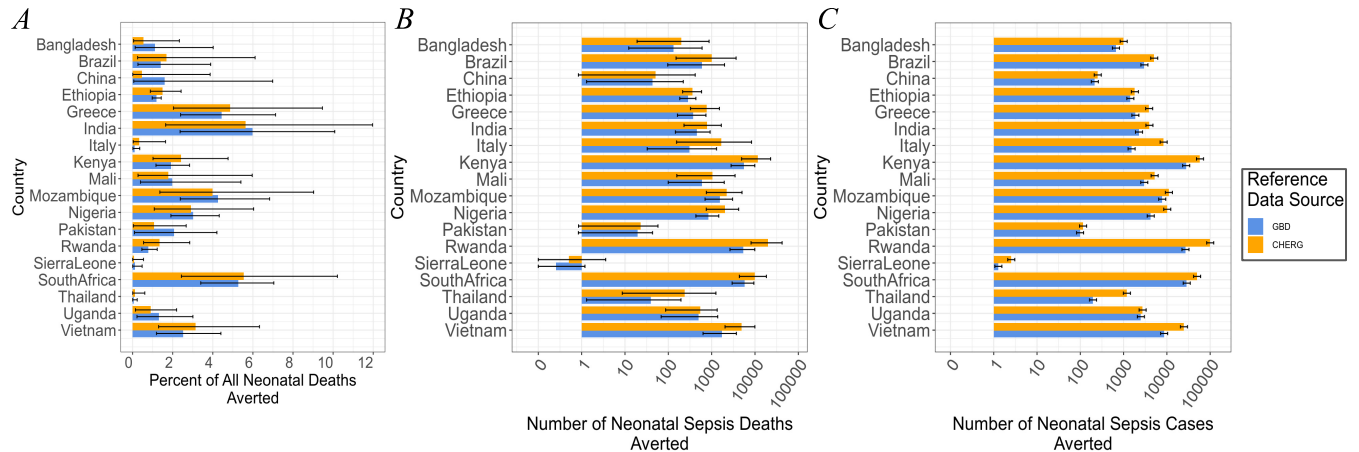 A
Country
Bangladesh
Brazil
China
Ethiopia
Greece
India
Italy
Kenya
Mali
Mozambique
Nigeria
Pakistan
Rwanda
SierraLeone
SouthAfrica
Thailand
Uganda
Vietnam
0 2 4 6 8 10 12
Percent of All Neonatal Deaths
Averted
B
Country
Bangladesh
Brazil
China
Ethiopia
Greece
India
Italy
Kenya
Mali
Mozambique
Nigeria
Pakistan
Rwanda
SierraLeone
SouthAfrica
Thailand
Uganda
Vietnam
0 1 10 100 1000 10000 100000
Number of Neonatal Sepsis Deaths
Averted
C
Country
Bangladesh
Brazil
China
Ethiopia
Greece
India
Italy
Kenya
Mali
Mozambique
Nigeria
Pakistan
Rwanda
SierraLeone
SouthAfrica
Thailand
Uganda
Vietnam
0 1 10 100 1000 10000 100000
Number of Neonatal Sepsis Cases
Averted
Reference
Data Source
GBD
CHERG